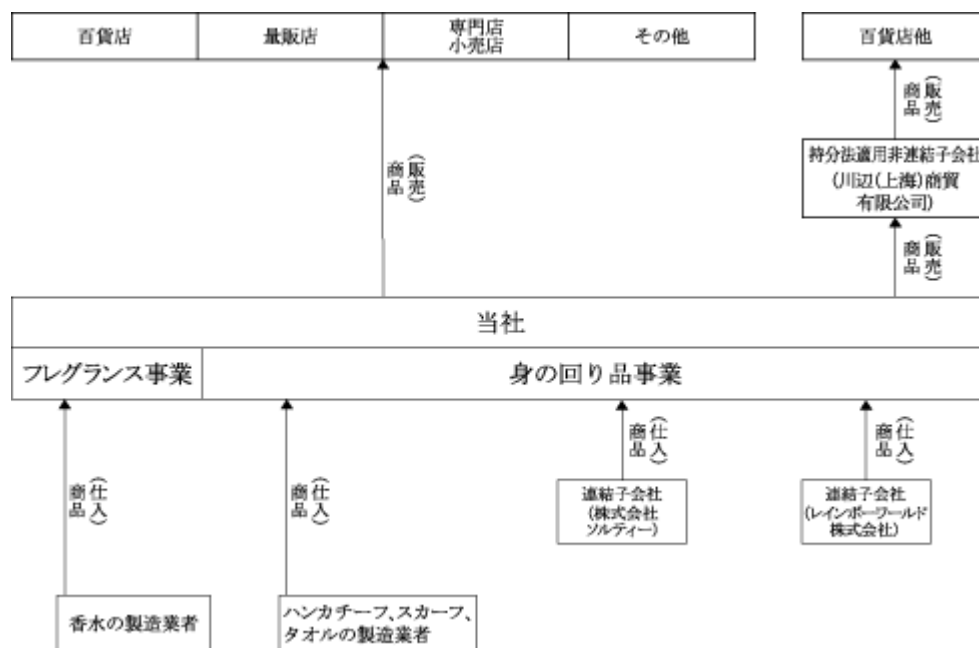 百貨店
量販店
専門店
小売店
その他
百貨店他
商品
(販売)
持分法適用非連結子会社
(川辺(上海)商貿
有限公司)
商品
(販売)
商品
(販売)
当社
フレグランス事業
身の回り品事業
商品
(仕入)
商品
(仕入)
商品
(仕入)
商品
(仕入)
連結子会社
(株式会社
ソルティー)
連結子会社
(レインボーワールド
株式会社)
香水の製造業者
ハンカチーフ、スカーフ、
タオルの製造業者